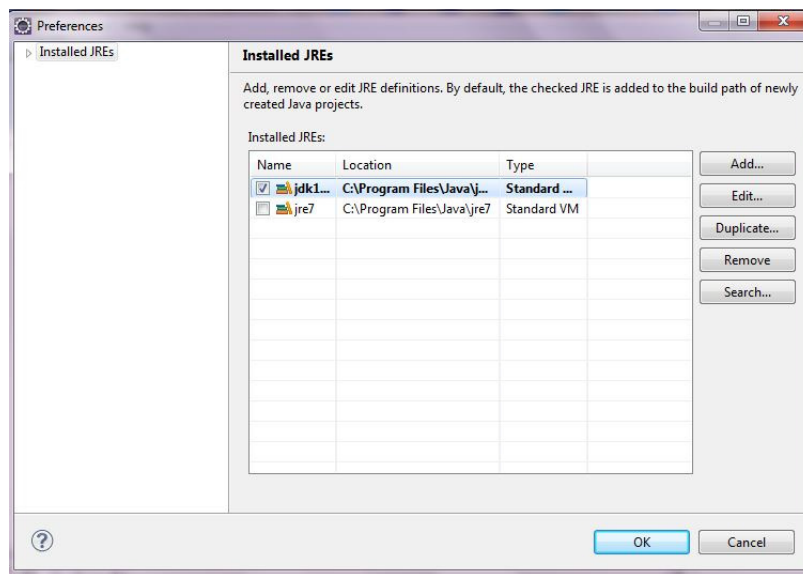 Preferences
Installed JREs
Installed JREs
Add, remove or edit JRE definitions. By default, the checked JRE is added to the build path of newly
created Java projects.
Installed JREs:
Name Location Type
jdk1... C:\Program Files\Java\j... Standard ...
jre7 C:\Program Files\Java\jre7 Standard VM
Add...
Edit...
Duplicate...
Remove
Search...
?
OK Cancel